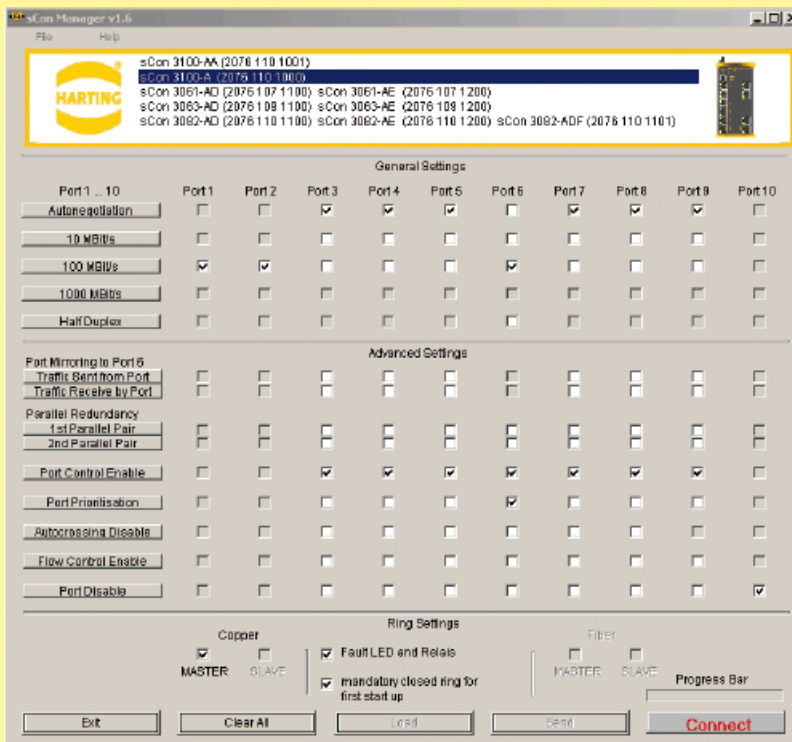 sCon Manager v1.6
File Help
HARTING
sCon 3100-AA (2076 110 1001)
sCon 3100-A (2076 110 1000)
sCon 3061-AD (2076 107 1100) sCon 3061-AE (2076 107 1200)
sCon 3063-AD (2076 109 1100) sCon 3063-AE (2076 109 1200)
sCon 3082-AD (2076 110 1100) sCon 3082-AE (2076 110 1200) sCon 3082-ADF (2076 110 1101)
General Settings
Port 1 .. 10 Port 1 Port 2 Port 3 Port 4 Port 5 Port 6 Port 7 Port 8 Port 9 Port 10
Autonegotiation
10 MBit/s
100 MBit/s
1000 MBit/s
Half Duplex
Advanced Settings
Port Mirroring to Port 6
Traffic Sent from Port
Traffic Receive by Port
Parallel Redundancy
1st Parallel Pair
2nd Parallel Pair
Port Control Enable
Port Prioritisation
Autocrossing Disable
Flow Control Enable
Port Disable
Ring Settings
Copper
MASTER SLAVE
Fault LED and Relais
mandatory closed ring for
first start up
Fiber
MASTER SLAVE
Progress Bar
Exit Clear All Load Send Connect